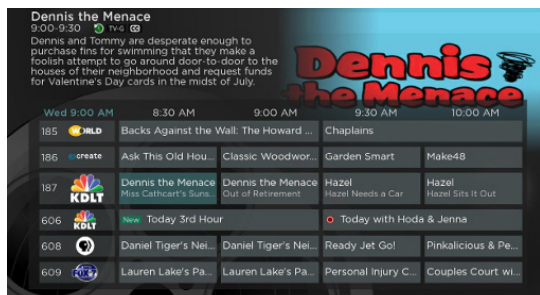 Dennis the Menace
9:00-9:30 TV-G CC
Dennis and Tommy are desperate enough to
purchase fins for swimming that they make a
foolish attempt to go around door-to-door to the
houses of their neighborhood and request funds
for Valentine's Day cards in the midst of July.
Dennis
the Menace
Wed 9:00 AM 8:30 AM 9:00 AM 9:30 AM 10:00 AM
185 WORLD Backs Against the Wall: The Howard ... Chaplains
186 create Ask This Old Hou... Classic Woodwor... Garden Smart Make48
187 KDLT Dennis the Menace Dennis the Menace Hazel Hazel
Miss Cathcart's Suns... Out of Retirement Hazel Needs a Car Hazel Sits It Out
606 KDLT New Today 3rd Hour Today with Hoda & Jenna
608 Daniel Tiger's Nei... Daniel Tiger's Nei... Ready Jet Go! Pinkalicious & Pe...
609 Lauren Lake's Pa... Lauren Lake's Pa... Personal Injury C... Couples Court wi...